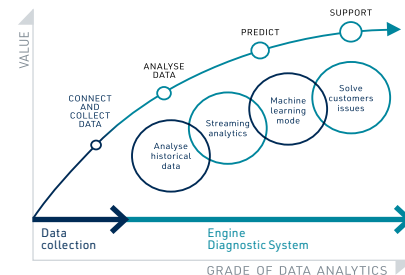 SUPPORT
PREDICT
ANALYSE
DATA
CONNECT
AND
COLLECT
DATA
VALUE
Analyse
historical
data
Streaming
analytics
Machine
learning
mode
Solve
customers
issues
Data
collection
Engine
Diagnostic System
GRADE OF DATA ANALYTICS